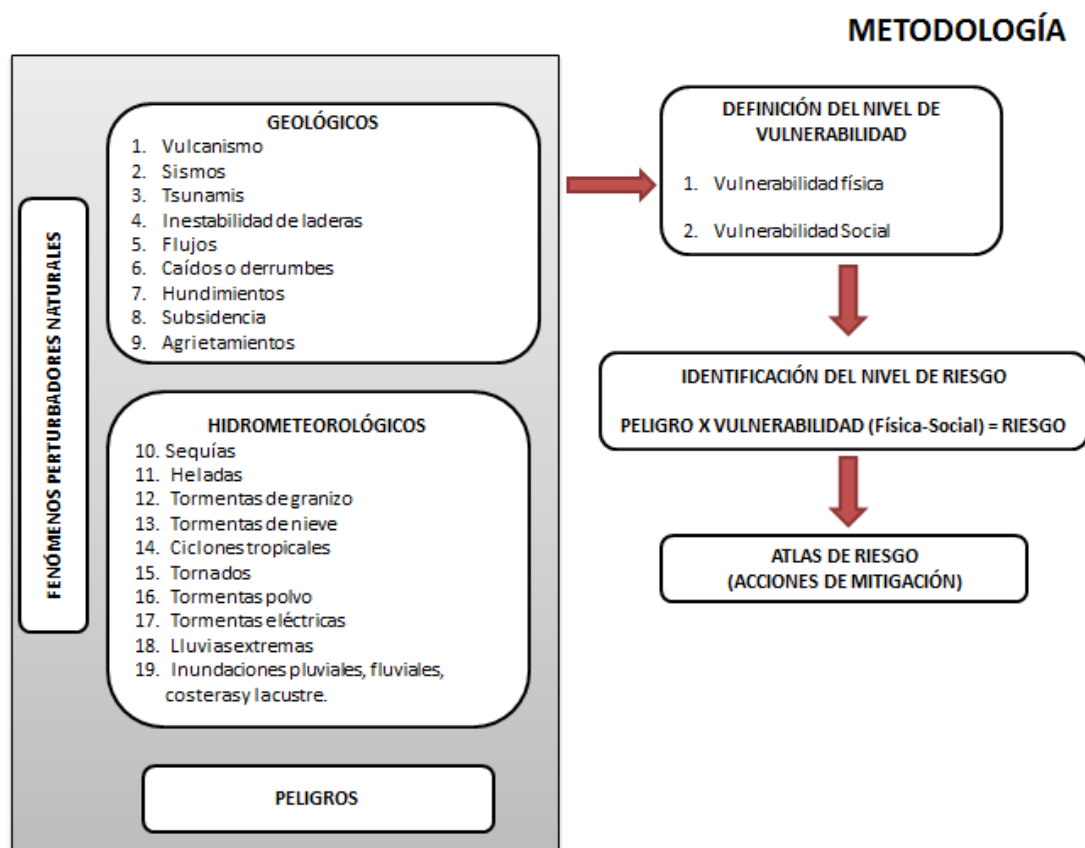 METODOLOGÍA
FENÓMENOS PERTURBADORES NATURALES
GEOLÓGICOS
1. Vulcanismo
2. Sismos
3. Tsunamis
4. Inestabilidad de laderas
5. Flujos
6. Caídos o derrumbes
7. Hundimientos
8. Subsidencia
9. Agrietamientos
HIDROMETEOROLÓGICOS
10. Sequías
11. Heladas
12. Tormentas de granizo
13. Tormentas de nieve
14. Ciclones tropicales
15. Tornados
16. Tormentas polvo
17. Tormentas eléctricas
18. Lluvias extremas
19. Inundaciones pluviales, fluviales,
costeras y lacustre.
PELIGROS
DEFINICIÓN DEL NIVEL DE
VULNERABILIDAD
1. Vulnerabilidad física
2. Vulnerabilidad Social
IDENTIFICACIÓN DEL NIVEL DE RIESGO
PELIGRO X VULNERABILIDAD (Física-Social) = RIESGO
ATLAS DE RIESGO
(ACCIONES DE MITIGACIÓN)